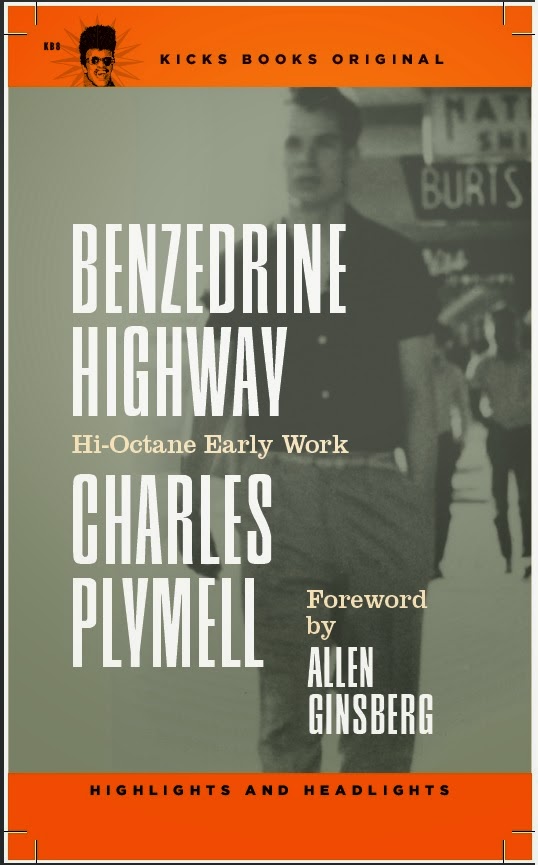 KB8
KICKS BOOKS ORIGINAL
BURTS
BENZEDRINE
HIGHWAY
Hi-Octane Early Work
CHARLES
PLYMELL
Foreword
by
ALLEN
GINSBERG
HIGHLIGHTS AND HEADLIGHTS